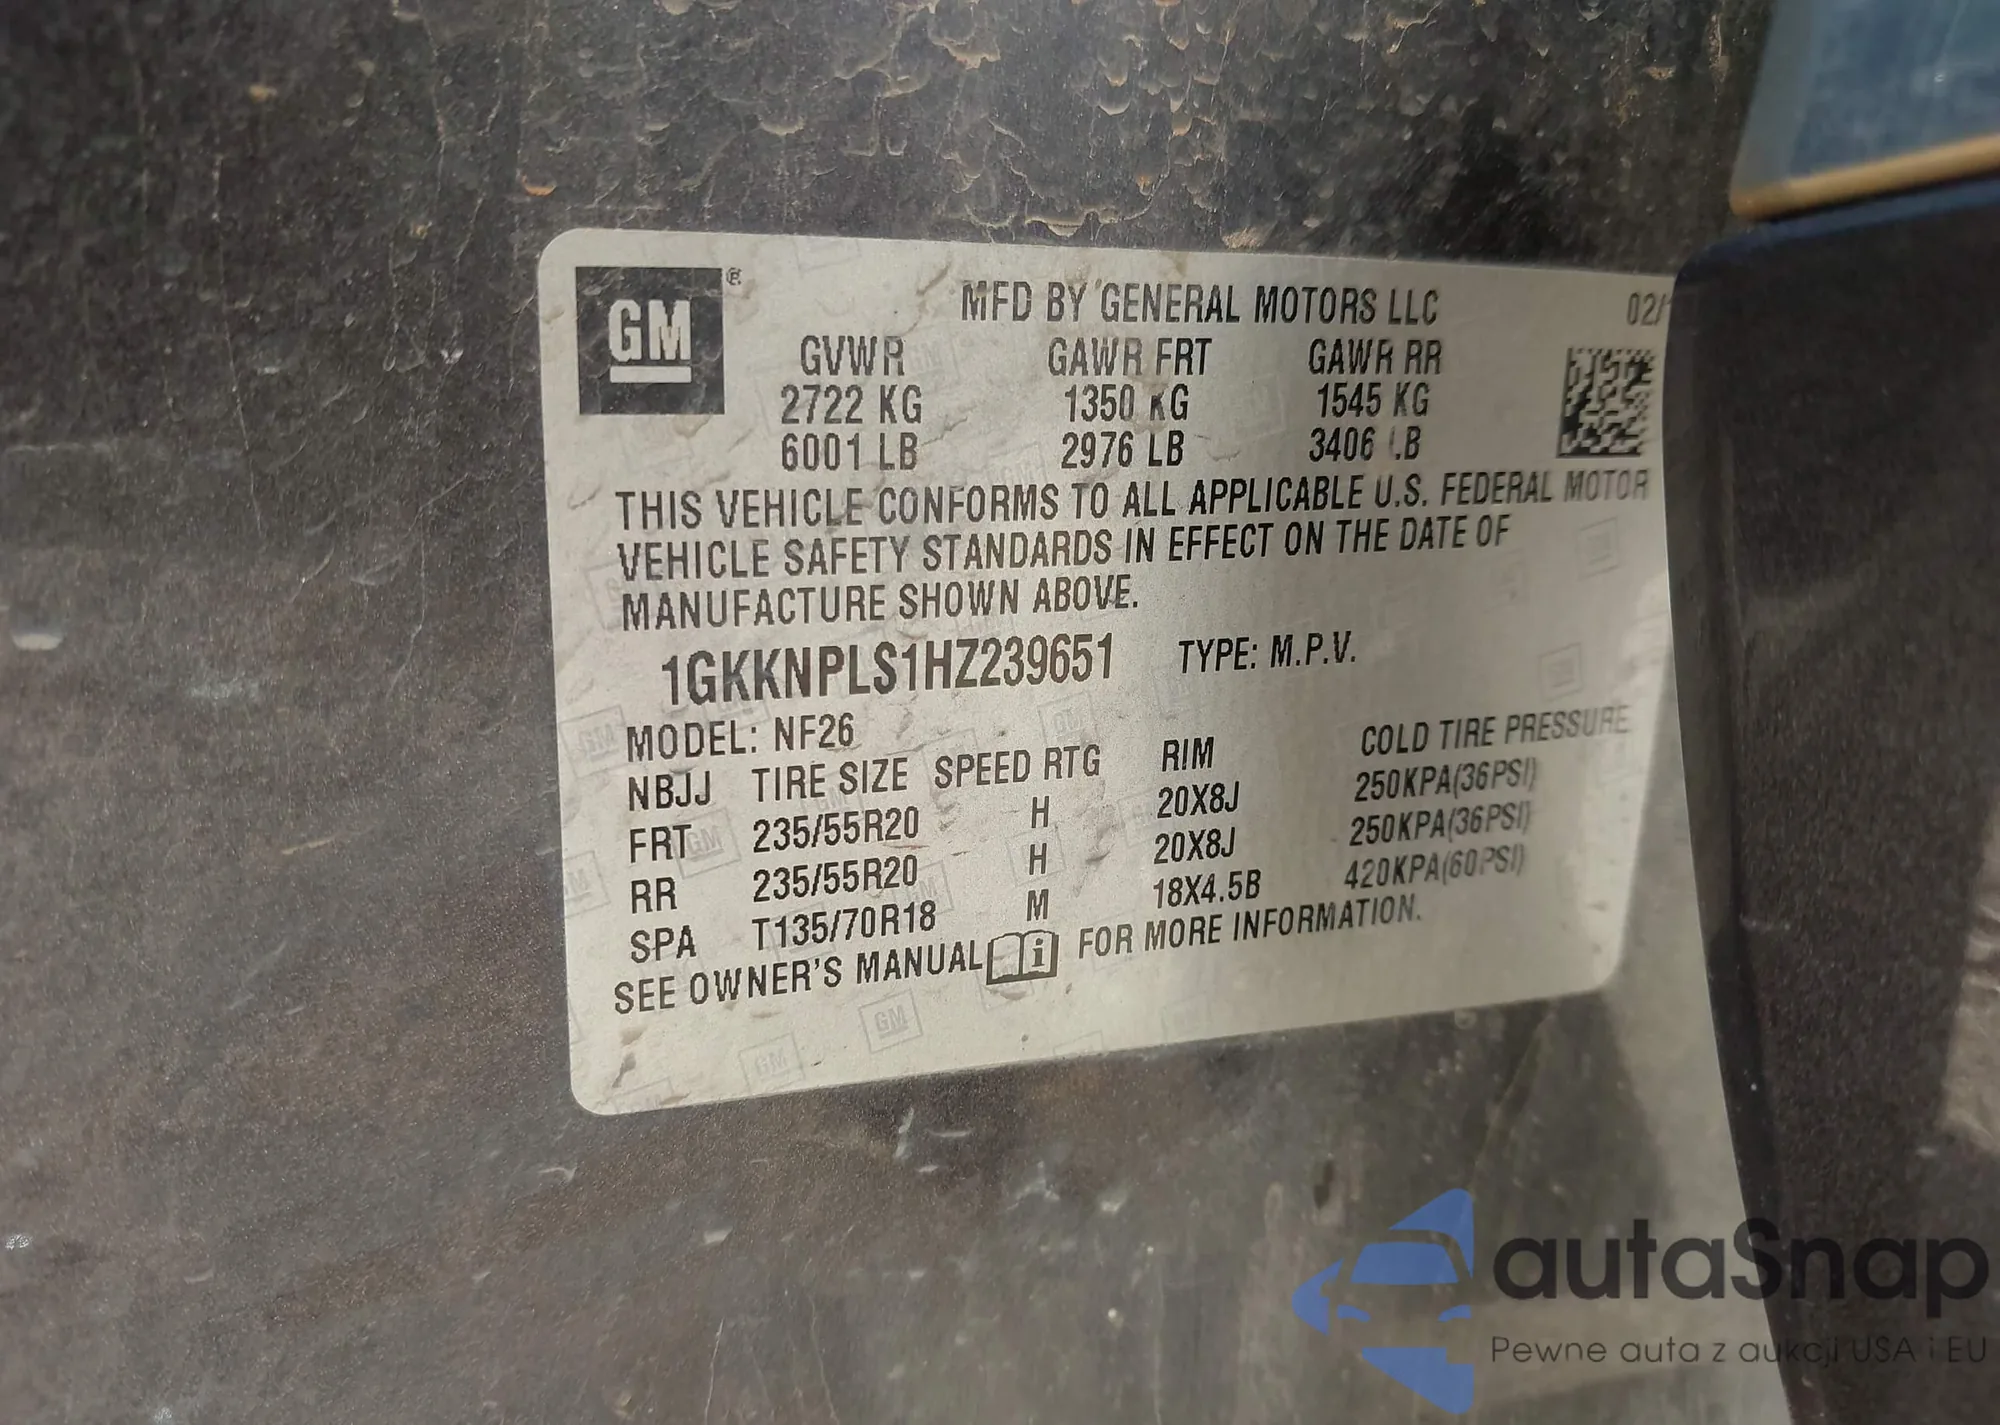 GM ®
MFD BY GENERAL MOTORS LLC 02/
GVWR GAWR FRT GAWR RR
2722 KG 1350 KG 1545 KG
6001 LB 2976 LB 3406 LB
THIS VEHICLE CONFORMS TO ALL APPLICABLE U.S. FEDERAL MOTOR
VEHICLE SAFETY STANDARDS IN EFFECT ON THE DATE OF
MANUFACTURE SHOWN ABOVE.
1GKKNPLS1HZ239651 TYPE: M.P.V.
MODEL: NF26
NBJJ TIRE SIZE SPEED RTG RIM COLD TIRE PRESSURE
FRT 235/55R20 H 20X8J 250KPA(36PSI)
RR 235/55R20 H 20X8J 250KPA(36PSI)
SPA T135/70R18 M 18X4.5B 420KPA(60PSI)
SEE OWNER'S MANUAL FOR MORE INFORMATION.
autaSnap
Pewne auta z aukcji USA i EU